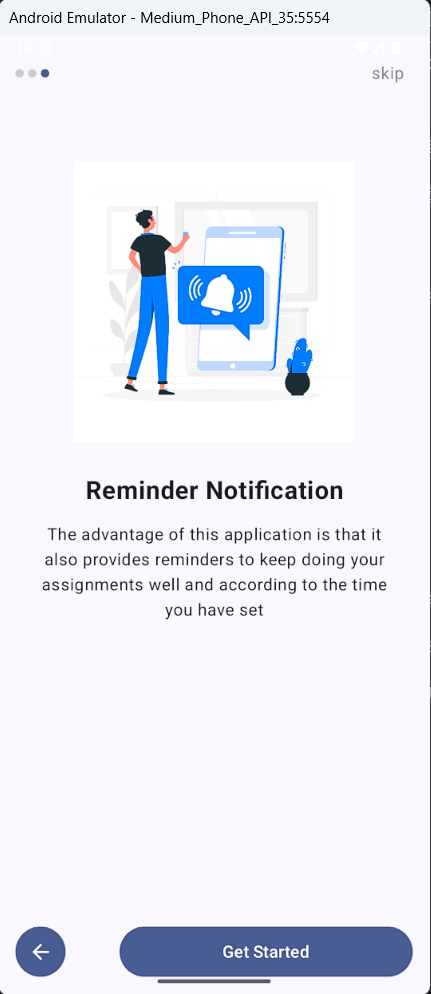 Android Emulator - Medium_Phone_API_35:5554
10:02
skip
Reminder Notification
The advantage of this application is that it
also provides reminders to keep doing your
assignments well and according to the time
you have set
Get Started